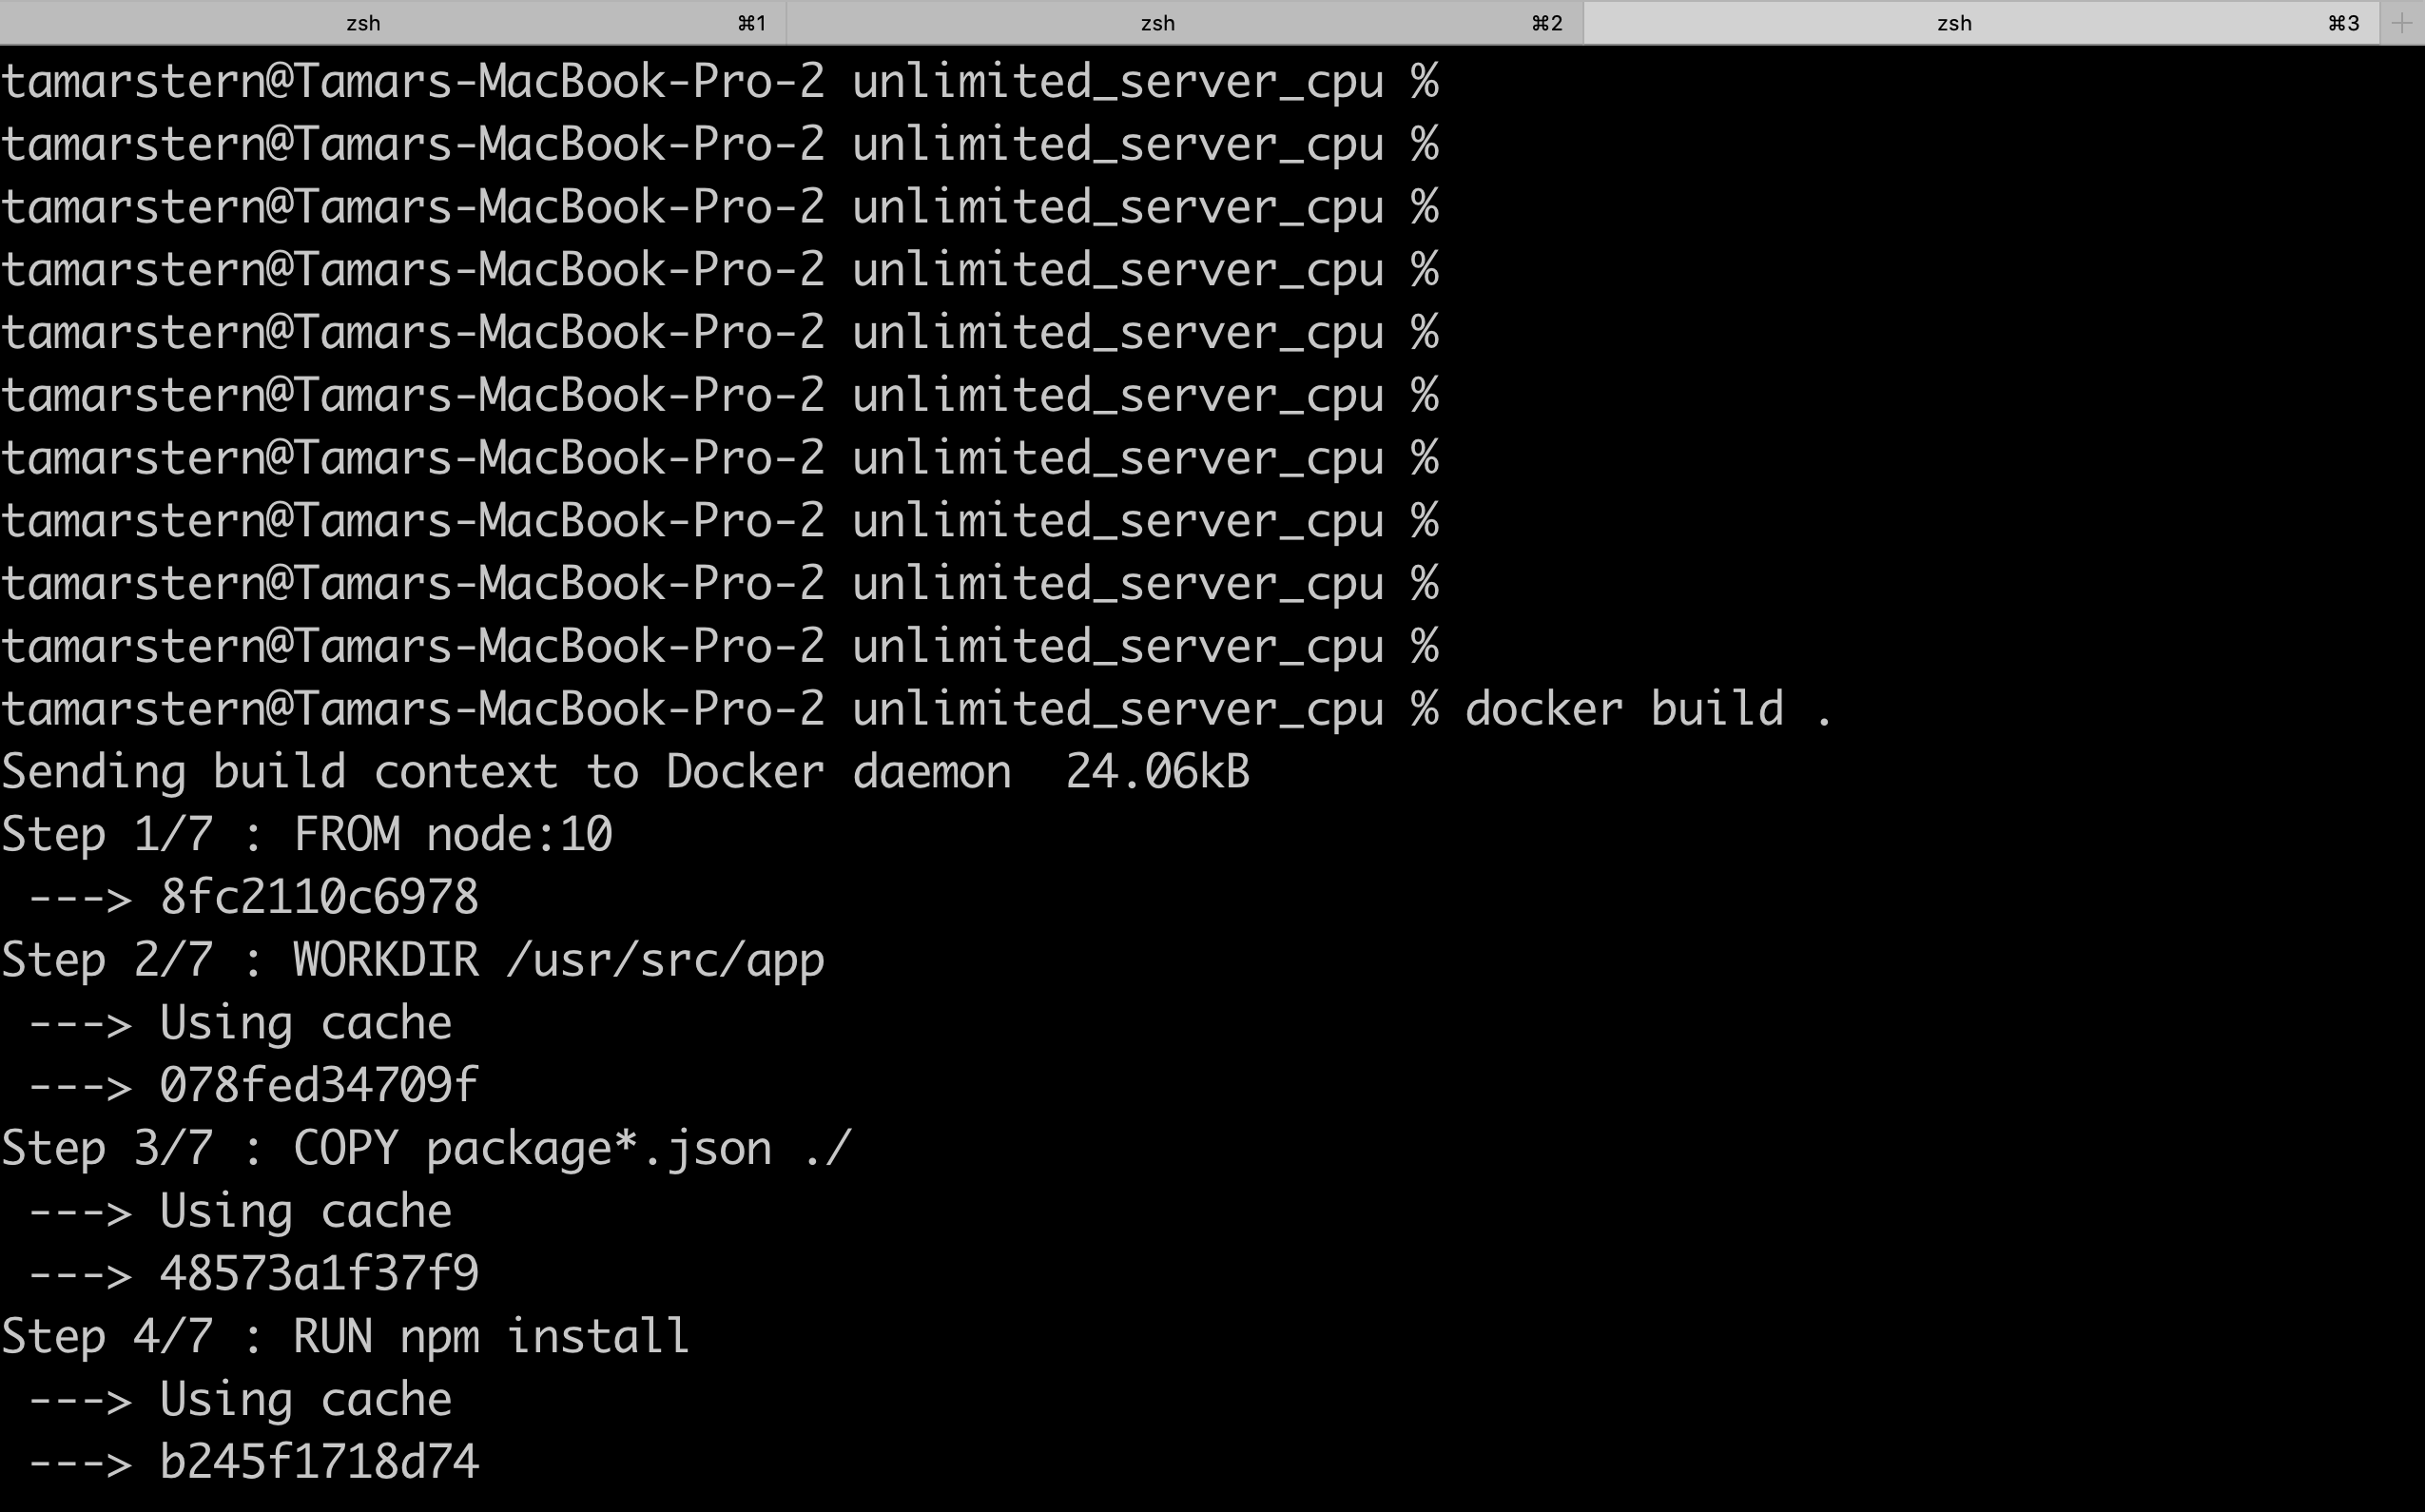 zsh ⌘1 zsh ⌘2 zsh ⌘3 +
tamarstern@Tamars-MacBook-Pro-2 unlimited_server_cpu %
tamarstern@Tamars-MacBook-Pro-2 unlimited_server_cpu %
tamarstern@Tamars-MacBook-Pro-2 unlimited_server_cpu %
tamarstern@Tamars-MacBook-Pro-2 unlimited_server_cpu %
tamarstern@Tamars-MacBook-Pro-2 unlimited_server_cpu %
tamarstern@Tamars-MacBook-Pro-2 unlimited_server_cpu %
tamarstern@Tamars-MacBook-Pro-2 unlimited_server_cpu %
tamarstern@Tamars-MacBook-Pro-2 unlimited_server_cpu %
tamarstern@Tamars-MacBook-Pro-2 unlimited_server_cpu %
tamarstern@Tamars-MacBook-Pro-2 unlimited_server_cpu %
tamarstern@Tamars-MacBook-Pro-2 unlimited_server_cpu % docker build .
Sending build context to Docker daemon  24.06kB
Step 1/7 : FROM node:10
 ---> 8fc2110c6978
Step 2/7 : WORKDIR /usr/src/app
 ---> Using cache
 ---> 078fed34709f
Step 3/7 : COPY package*.json ./
 ---> Using cache
 ---> 48573a1f37f9
Step 4/7 : RUN npm install
 ---> Using cache
 ---> b245f1718d74